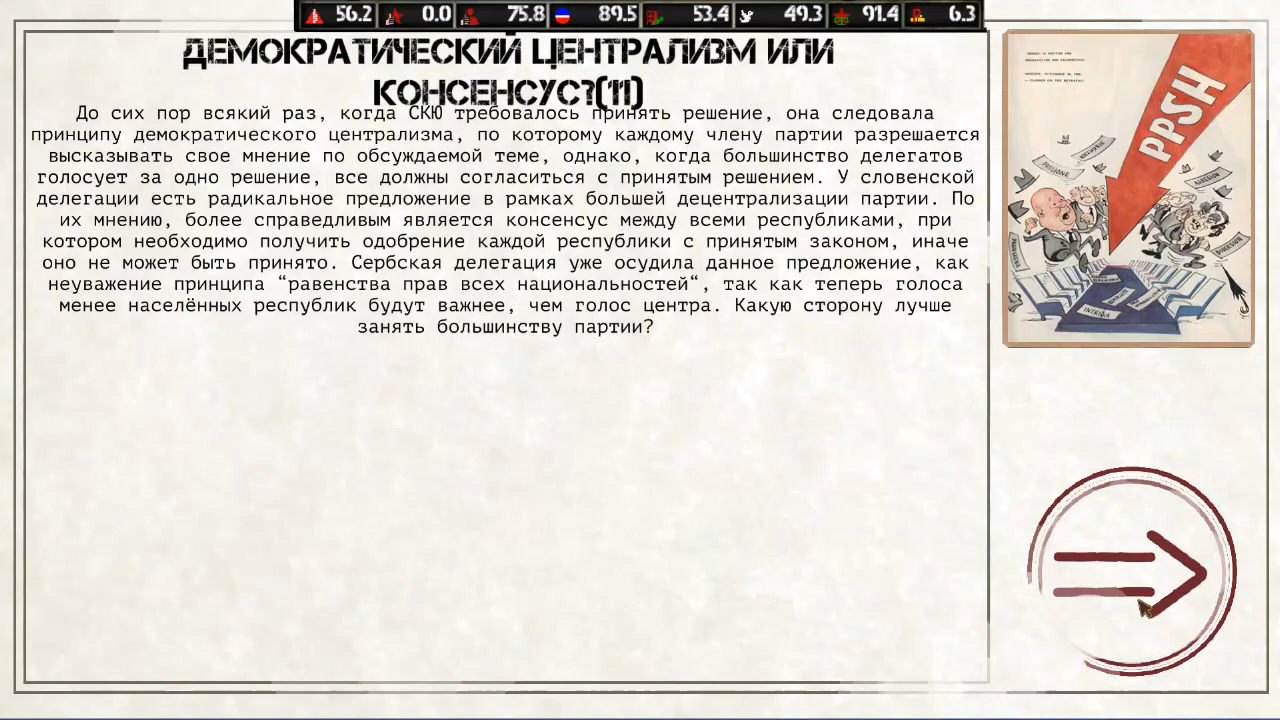 56.2 0.0 75.8 89.5 53.4 49.3 91.4 6.3
ДЕМОКРАТИЧЕСКИЙ ЦЕНТРАЛИЗМ ИЛИ
КОНСЕНСУС?(11)
До сих пор всякий раз, когда СКЮ требовалось принять решение, она следовала
принципу демократического централизма, по которому каждому члену партии разрешается
высказывать свое мнение по обсуждаемой теме, однако, когда большинство делегатов
голосует за одно решение, все должны согласиться с принятым решением. У словенской
делегации есть радикальное предложение в рамках большей децентрализации партии. По
их мнению, более справедливым является консенсус между всеми республиками, при
котором необходимо получить одобрение каждой республики с принятым законом, иначе
оно не может быть принято. Сербская делегация уже осудила данное предложение, как
неуважение принципа “равенства прав всех национальностей“, так как теперь голоса
менее населённых республик будут важнее, чем голос центра. Какую сторону лучше
занять большинству партии?
PPSH
INTRIGA